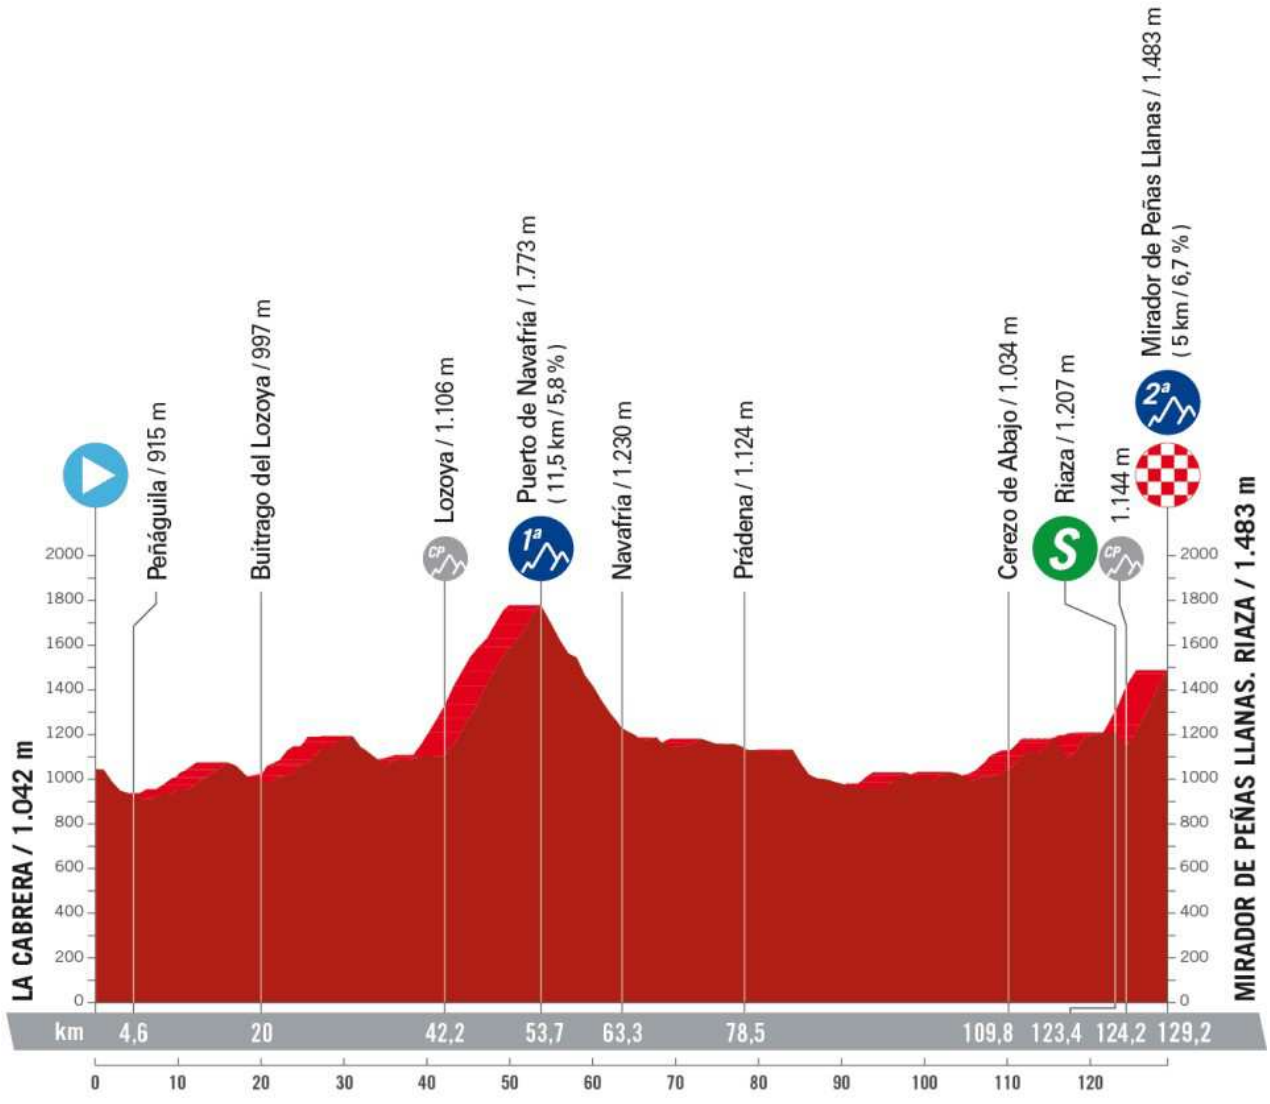 LA CABRERA / 1.042 m
Peñáguila / 915 m
Buitrago del Lozoya / 997 m
CP
Lozoya / 1.106 m
1ª
Puerto de Navafría / 1.773 m
( 11,5 km / 5,8 % )
Navafría / 1.230 m
Prádena / 1.124 m
Cerezo de Abajo / 1.034 m
S
Riaza / 1.207 m
CP
1.144 m
2ª
Mirador de Peñas Llanas / 1.483 m
( 5 km / 6,7 % )
MIRADOR DE PEÑAS LLANAS. RIAZA / 1.483 m
2000
1800
1600
1400
1200
1000
800
600
400
200
0
2000
1800
1600
1400
1200
1000
800
600
400
200
0
km 4,6 20 42,2 53,7 63,3 78,5 109,8 123,4 124,2 129,2
0 10 20 30 40 50 60 70 80 90 100 110 120